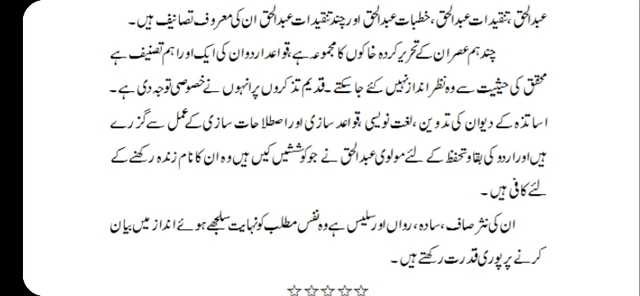 عبدالحق، تنقیدات عبدالحق، خطبات عبدالحق اور چند تنقیدات عبدالحق ان کی معروف تصانیف ہیں۔
چند ہم عصر ان کے تحریر کردہ خاکوں کا مجموعہ ہے، قواعد اردو ان کی ایک اور اہم تصنیف ہے
محقق کی حیثیت سے وہ نظر انداز نہیں کئے جا سکتے۔ قدیم تذکروں پر انہوں نے خصوصی توجہ دی ہے۔
اساتذہ کے دیوان کی تدوین، لغت نویسی، قواعد سازی اور اصطلاحات سازی کے عمل سے گزرے
ہیں اور اردو کی بقا و تحفظ کے لئے مولوی عبدالحق نے جو کوششیں کیں ہیں وہ ان کا نام زندہ رکھنے کے
لئے کافی ہیں۔
ان کی نثر صاف، سادہ، رواں اور سلیس ہے وہ نفس مطلب کو نہایت سلجھے ہوئے انداز میں بیان
کرنے پر پوری قدرت رکھتے ہیں۔
☆☆☆☆☆